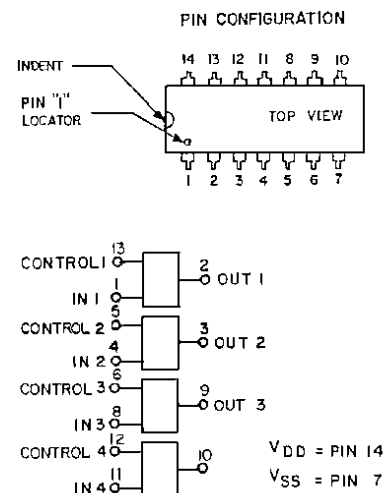 PIN CONFIGURATION
14 13 12 11 8 9 10
INDENT
PIN "1"
LOCATOR
TOP VIEW
1 2 3 4 5 6 7
CONTROL 1 13
2 OUT 1
IN 1 1
CONTROL 2 5
3 OUT 2
IN 2 4
CONTROL 3 6
9 OUT 3
IN 3 8
CONTROL 4 12
10
IN 4 11
VDD = PIN 14
VSS = PIN 7